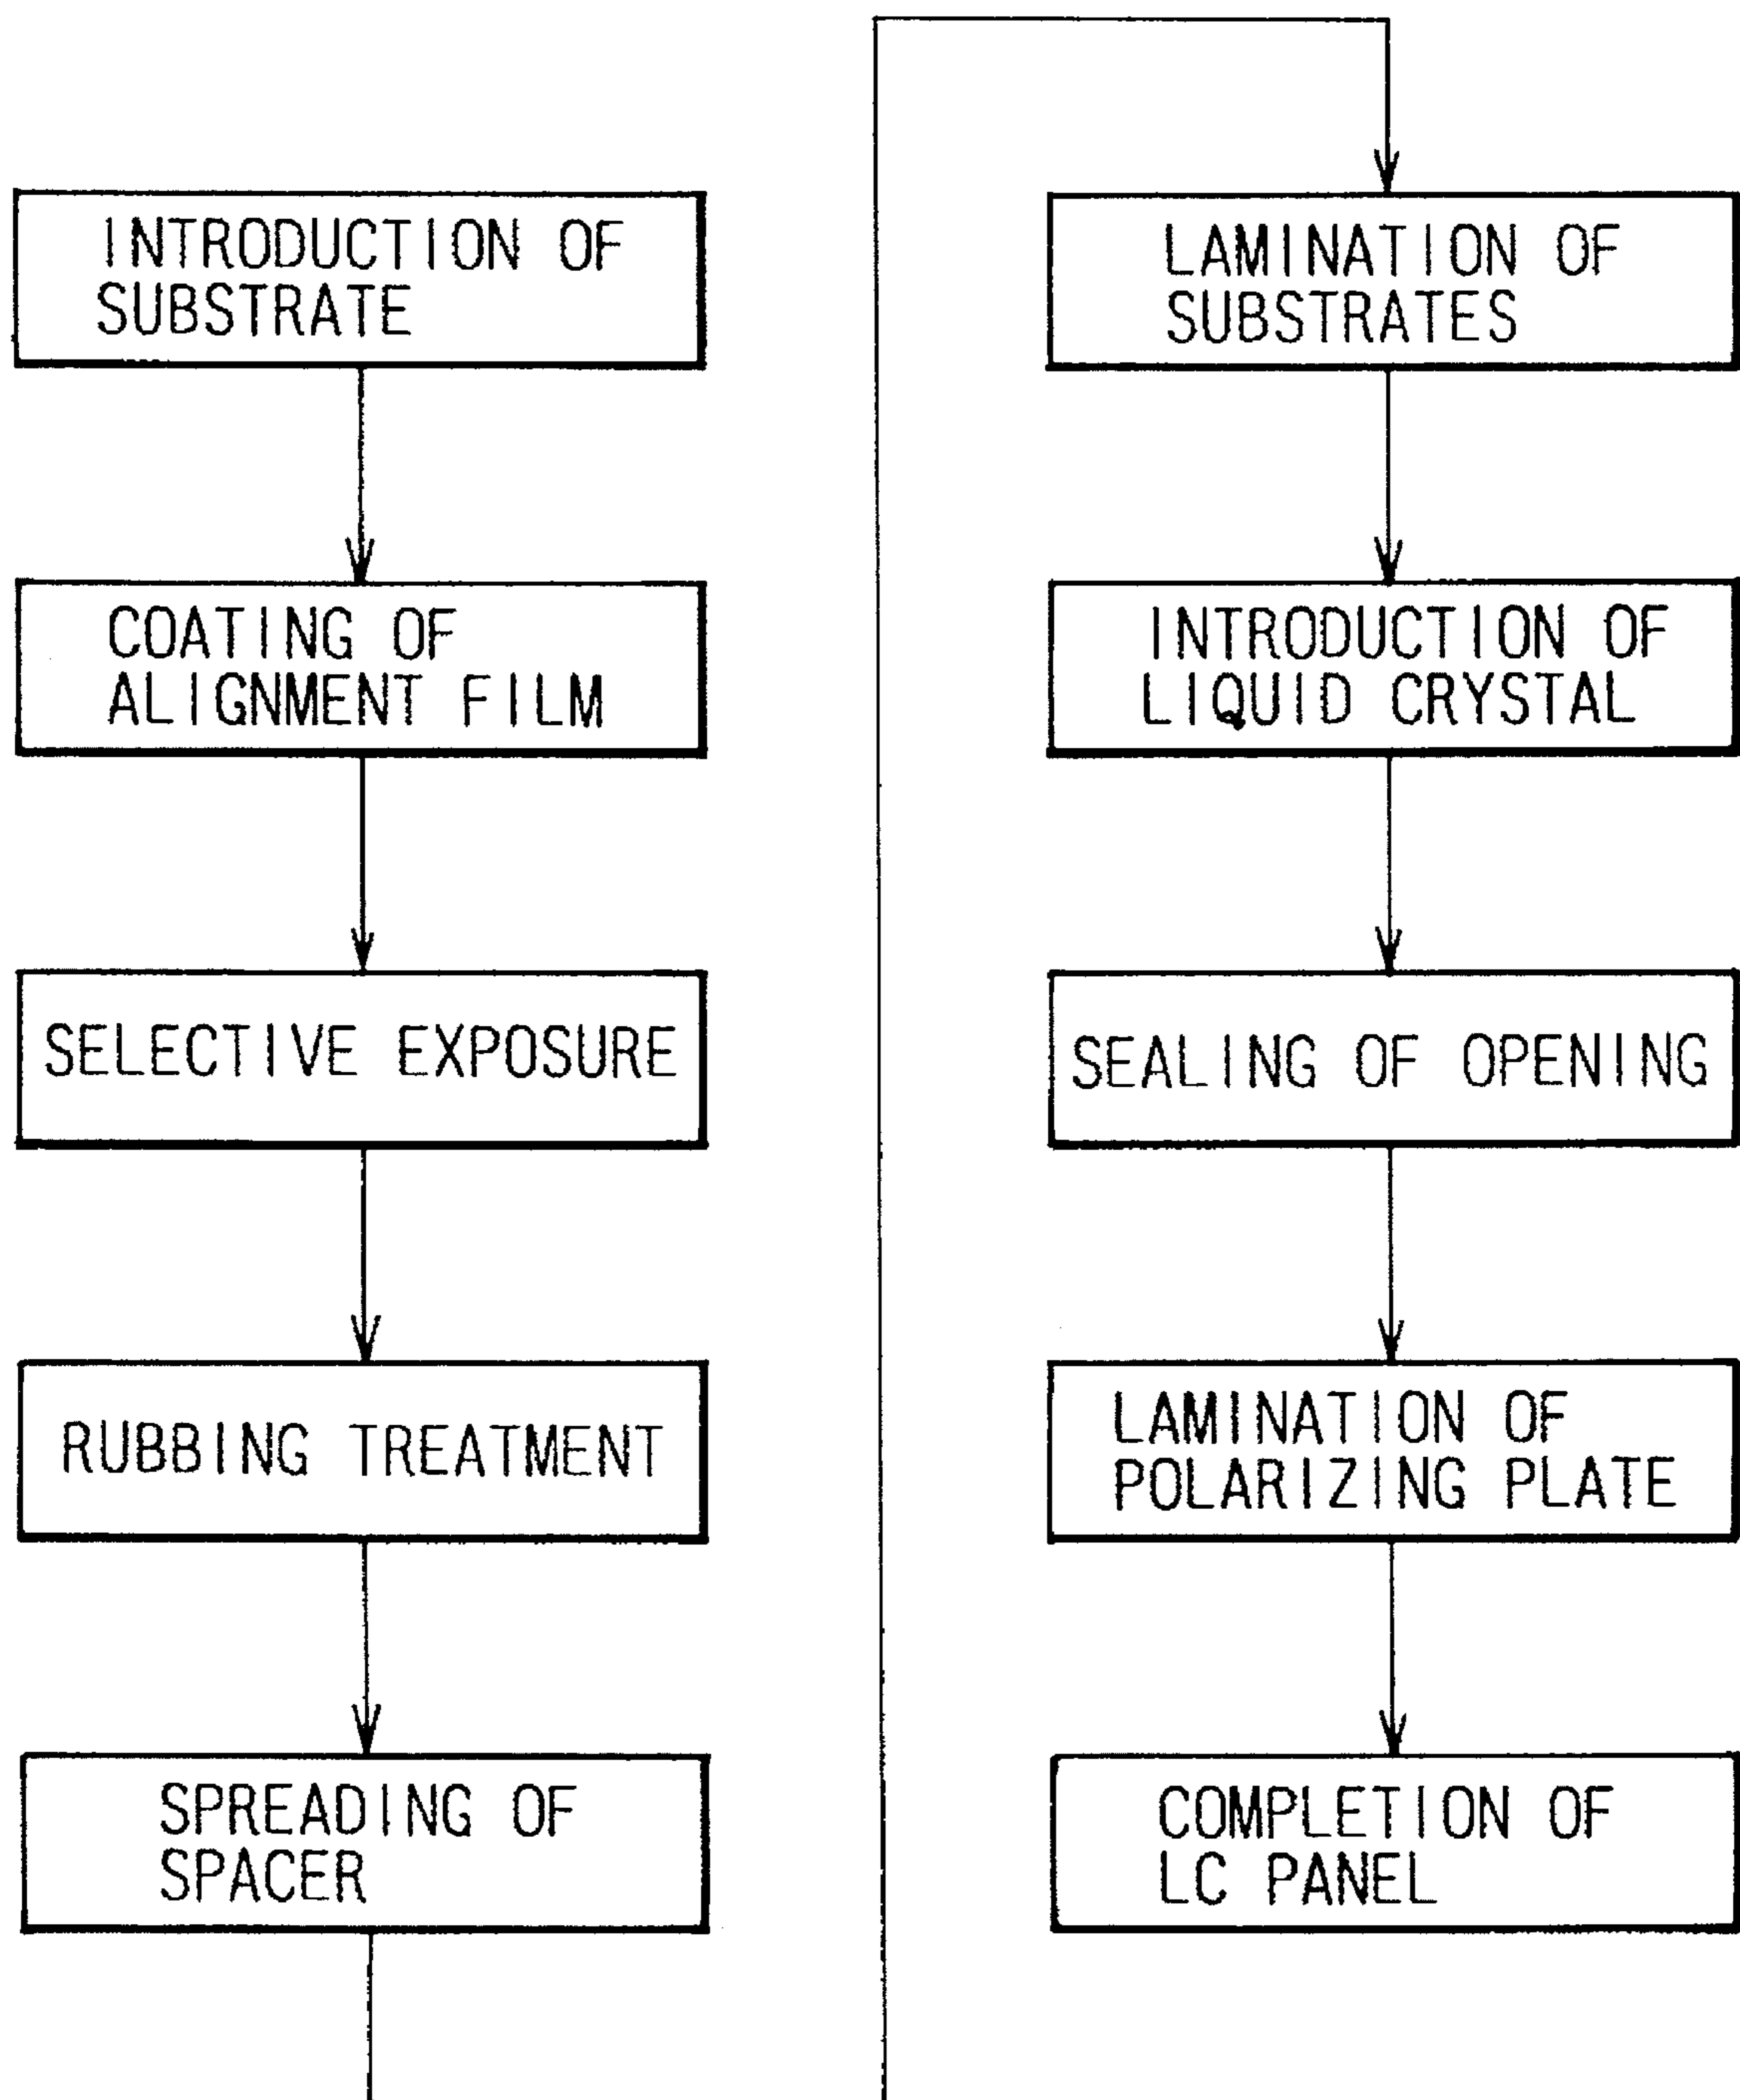 INTRODUCTION OF
SUBSTRATE
COATING OF
ALIGNMENT FILM
SELECTIVE EXPOSURE
RUBBING TREATMENT
SPREADING OF
SPACER
LAMINATION OF
SUBSTRATES
INTRODUCTION OF
LIQUID CRYSTAL
SEALING OF OPENING
LAMINATION OF
POLARIZING PLATE
COMPLETION OF
LC PANEL